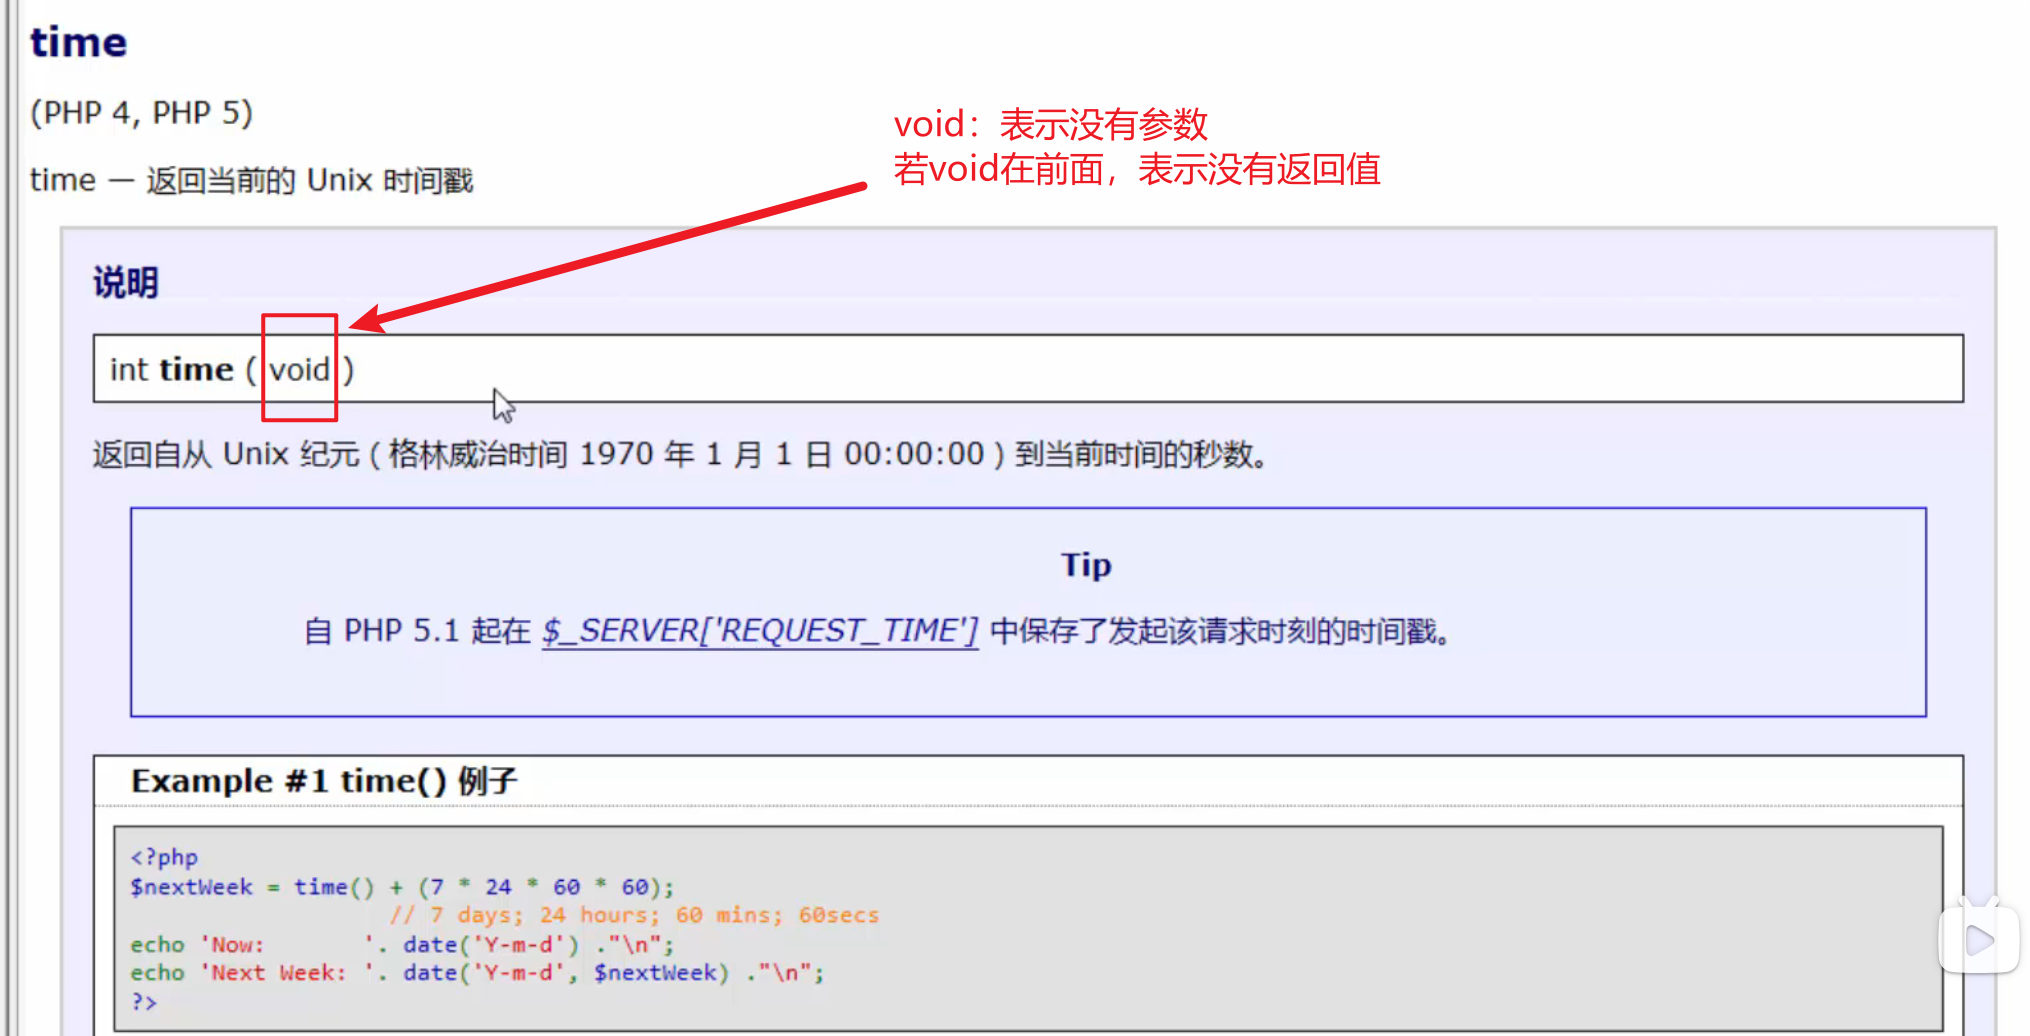 time
(PHP 4, PHP 5)
void：表示没有参数
若void在前面，表示没有返回值
time — 返回当前的 Unix 时间戳
说明
int time ( void )
返回自从 Unix 纪元 ( 格林威治时间 1970 年 1 月 1 日 00:00:00 ) 到当前时间的秒数。
Tip
自 PHP 5.1 起在 $_SERVER['REQUEST_TIME'] 中保存了发起该请求时刻的时间戳。
Example #1 time() 例子
<?php
$nextWeek = time() + (7 * 24 * 60 * 60);
// 7 days; 24 hours; 60 mins; 60secs
echo 'Now:       '. date('Y-m-d') ."\n";
echo 'Next Week: '. date('Y-m-d', $nextWeek) ."\n";
?>